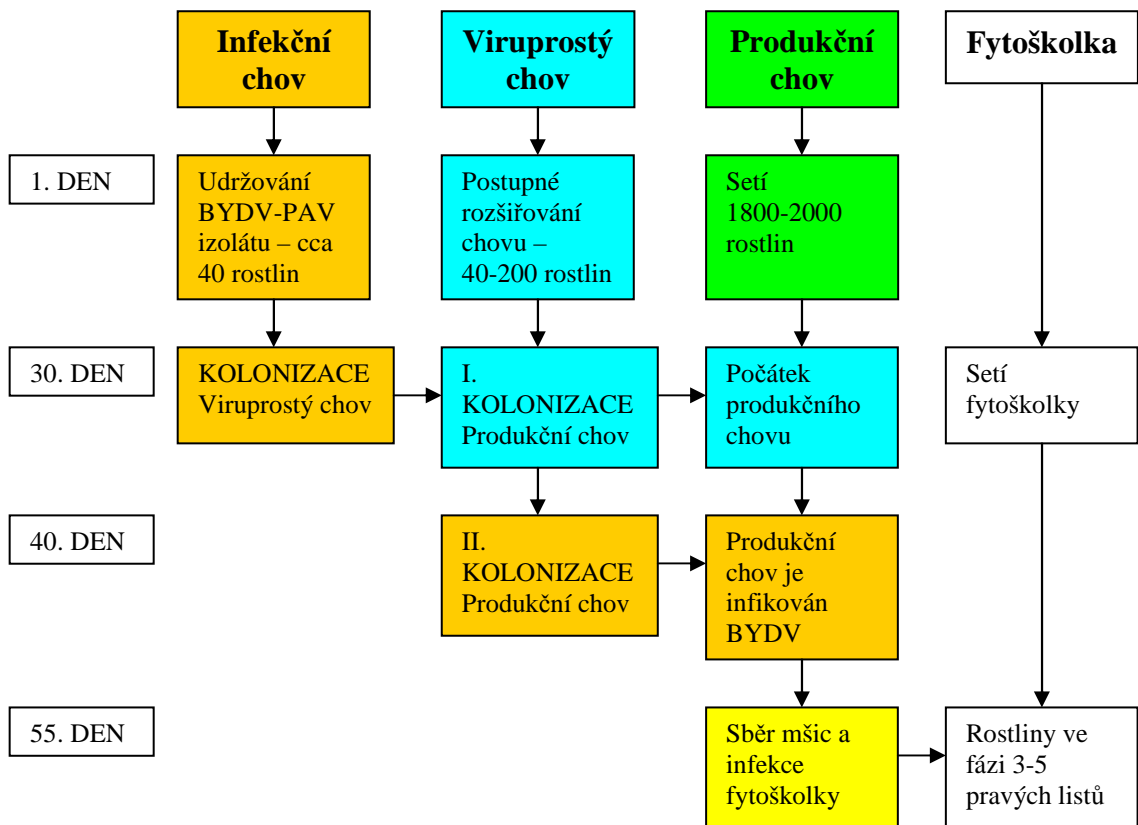 Infekční
chov
Viruprostý
chov
Produkční
chov
Fytoškolka
1. DEN
Udržování
BYDV-PAV
izolátu – cca
40 rostlin
Postupné
rozšiřování
chovu –
40-200 rostlin
Setí
1800-2000
rostlin
30. DEN
KOLONIZACE
Viruprostý chov
I.
KOLONIZACE
Produkční chov
Počátek
produkčního
chovu
Setí
fytoškolky
40. DEN
II.
KOLONIZACE
Produkční chov
Produkční
chov je
infikován
BYDV
55. DEN
Sběr mšic a
infekce
fytoškolky
Rostliny ve
fázi 3-5
pravých listů